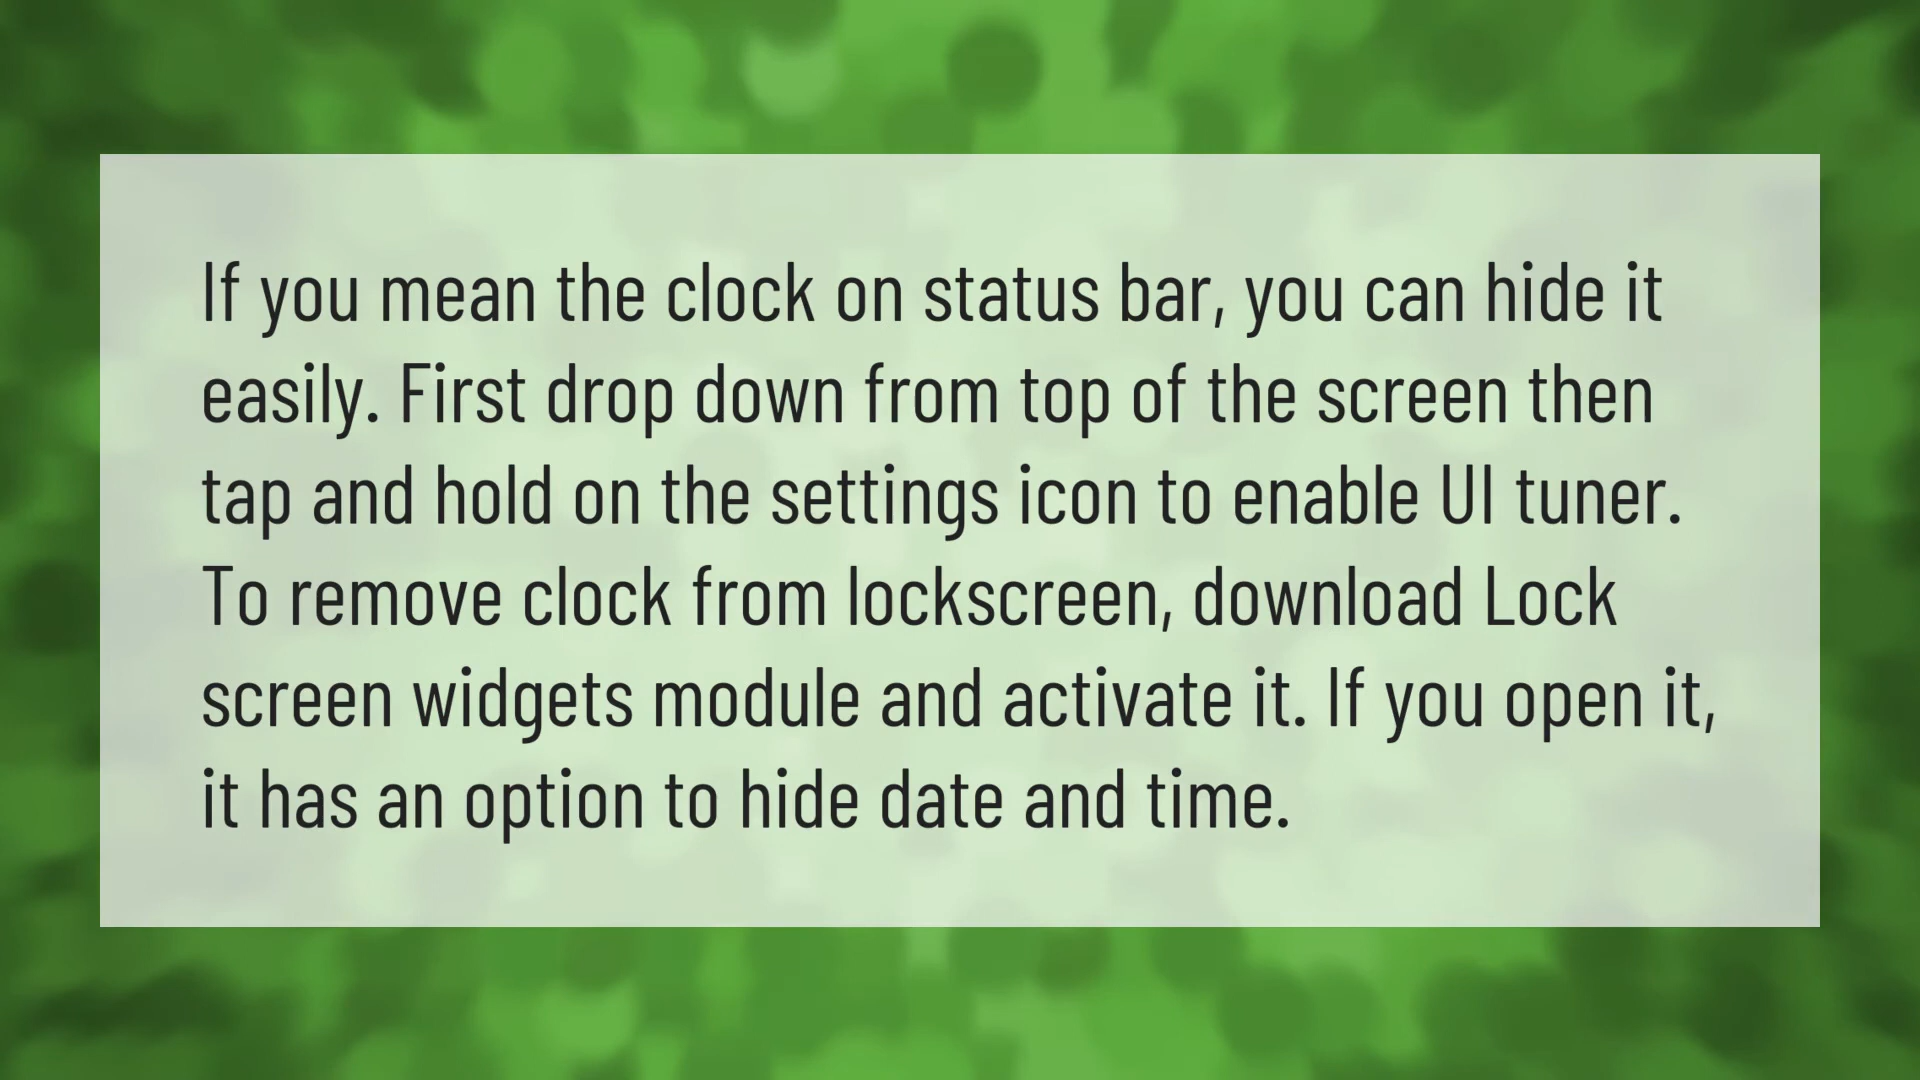 If you mean the clock on status bar, you can hide it
easily. First drop down from top of the screen then
tap and hold on the settings icon to enable UI tuner.
To remove clock from lockscreen, download Lock
screen widgets module and activate it. If you open it,
it has an option to hide date and time.